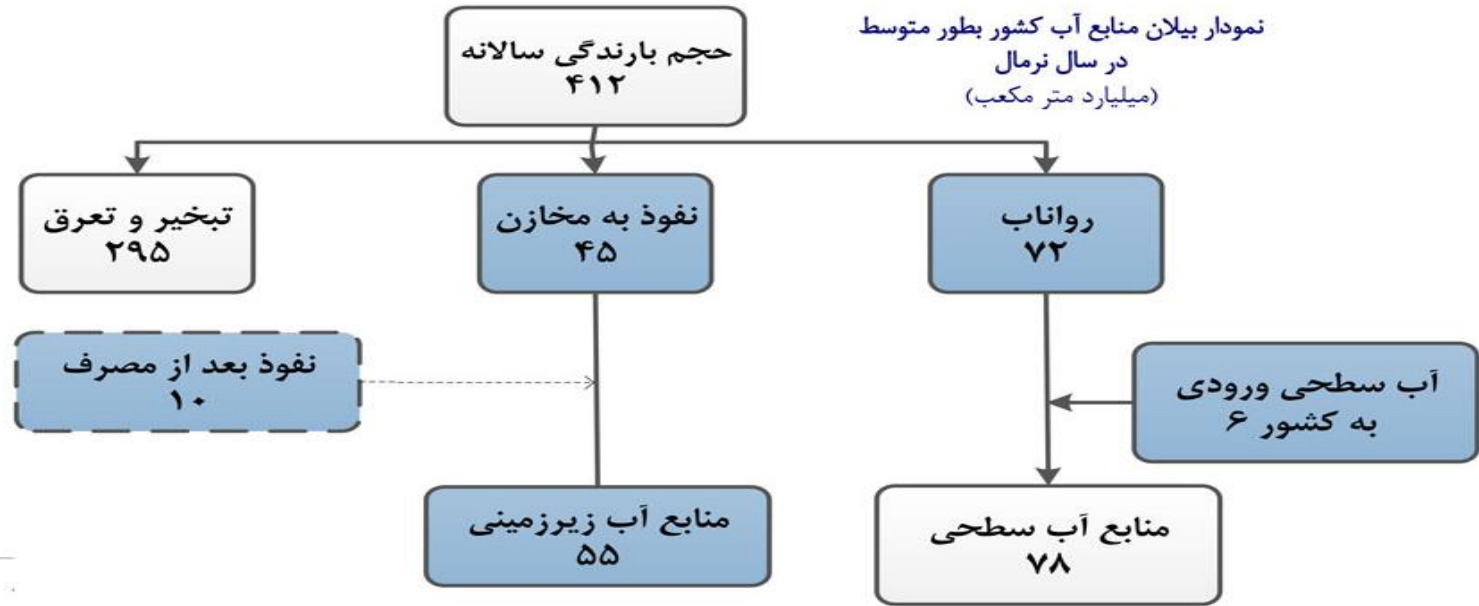 نمودار بیلان منابع آب کشور بطور متوسط
در سال نرمال
(میلیارد متر مکعب)
حجم بارندگی سالانه
۴۱۲
رواناب
۷۲
نفوذ به مخازن
۴۵
تبخیر و تعرق
۲۹۵
آب سطحی ورودی
به کشور ۶
نفوذ بعد از مصرف
۱۰
منابع آب سطحی
۷۸
منابع آب زیرزمینی
۵۵